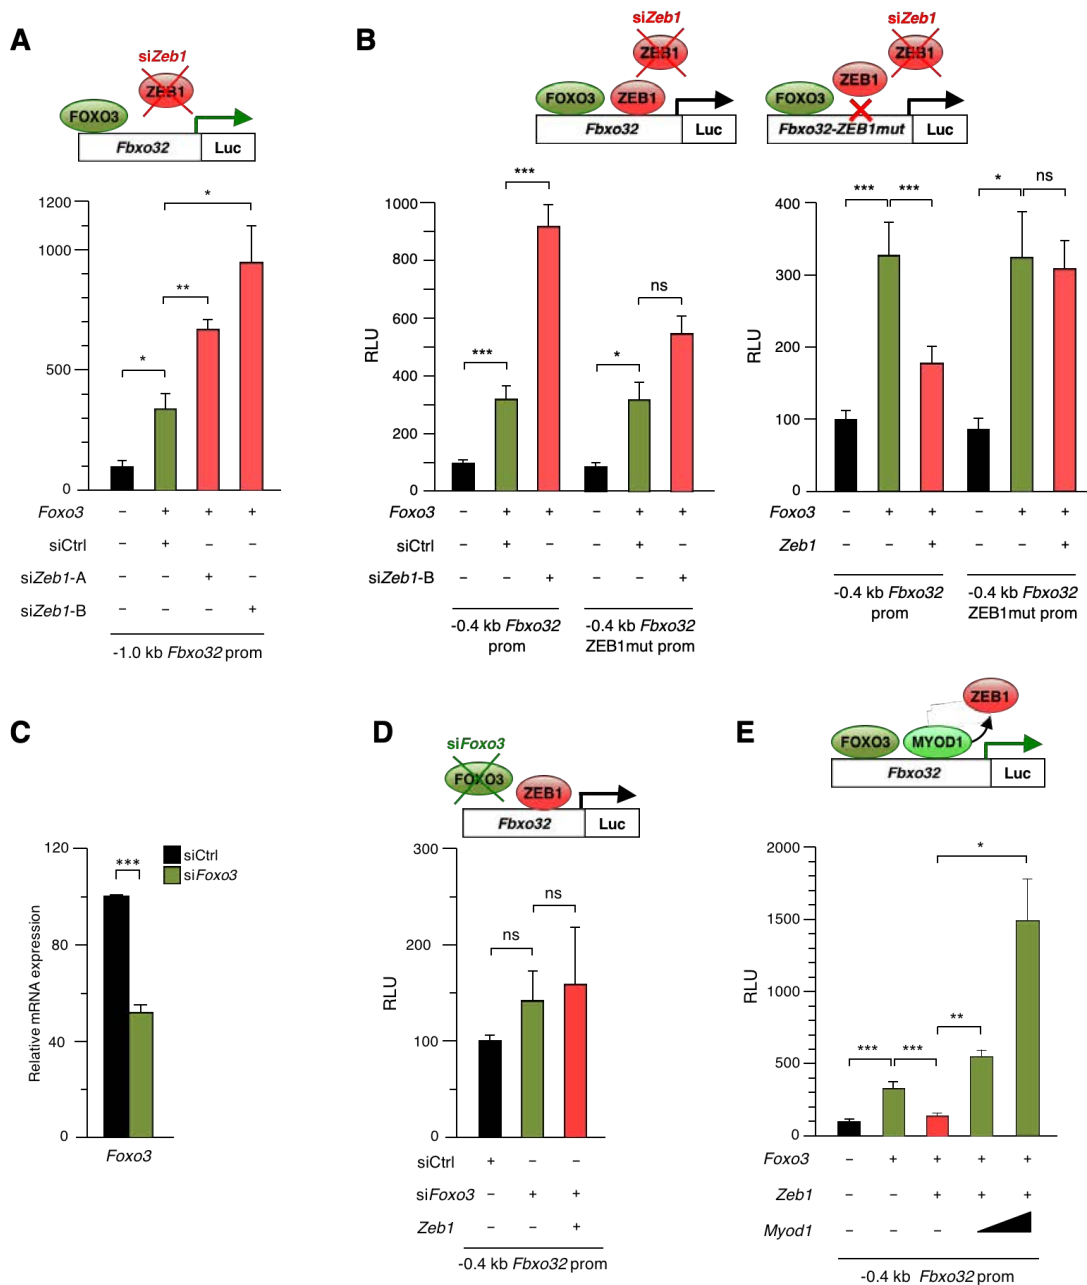 A
siZeb1
ZEB1
FOXO3
Fbxo32
Luc
1200
1000
500
0
*
**
*
Foxo3 – + + +
siCtrl – + – –
siZeb1-A – – + –
siZeb1-B – – – +
-1.0 kb Fbxo32 prom
B
siZeb1
ZEB1
FOXO3
ZEB1
Fbxo32
Luc
siZeb1
ZEB1
ZEB1
FOXO3
Fbxo32-ZEB1mut
Luc
RLU
1000
800
600
400
200
0
***
***
ns
*
Foxo3 – + + – + +
siCtrl – + – – + –
siZeb1-B – – + – – +
-0.4 kb Fbxo32
prom
-0.4 kb Fbxo32
ZEB1mut prom
RLU
400
300
200
100
0
*** ***
* ns
Foxo3 – + + – + +
Zeb1 – – + – – +
-0.4 kb Fbxo32
prom
-0.4 kb Fbxo32
ZEB1mut prom
C
Relative mRNA expression
120
80
40
0
***
siCtrl
siFoxo3
Foxo3
D
siFoxo3
FOXO3
ZEB1
Fbxo32
Luc
RLU
300
200
100
0
ns
ns
siCtrl + – –
siFoxo3 – + +
Zeb1 – – +
-0.4 kb Fbxo32 prom
E
ZEB1
FOXO3
MYOD1
Fbxo32
Luc
RLU
2000
1500
1000
500
0
*
**
*** ***
Foxo3 – + + + +
Zeb1 – – + + +
Myod1 – – –
-0.4 kb Fbxo32 prom